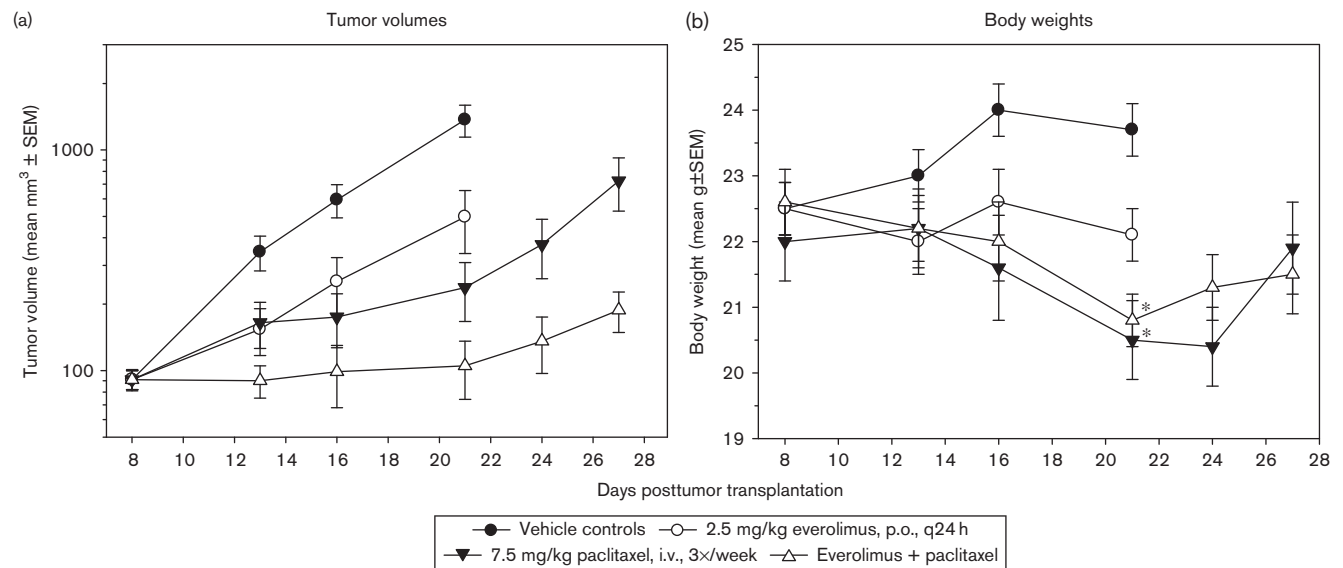 (a) Tumor volumes
Tumor volume (mean mm³ ± SEM)
1000
100
8 10 12 14 16 18 20 22 24 26 28
(b) Body weights
Body weight (mean g±SEM)
25
24
23
22
21
20
19
*
*
8 10 12 14 16 18 20 22 24 26 28
Days posttumor transplantation
Vehicle controls 2.5 mg/kg everolimus, p.o., q24 h
7.5 mg/kg paclitaxel, i.v., 3×/week Everolimus + paclitaxel